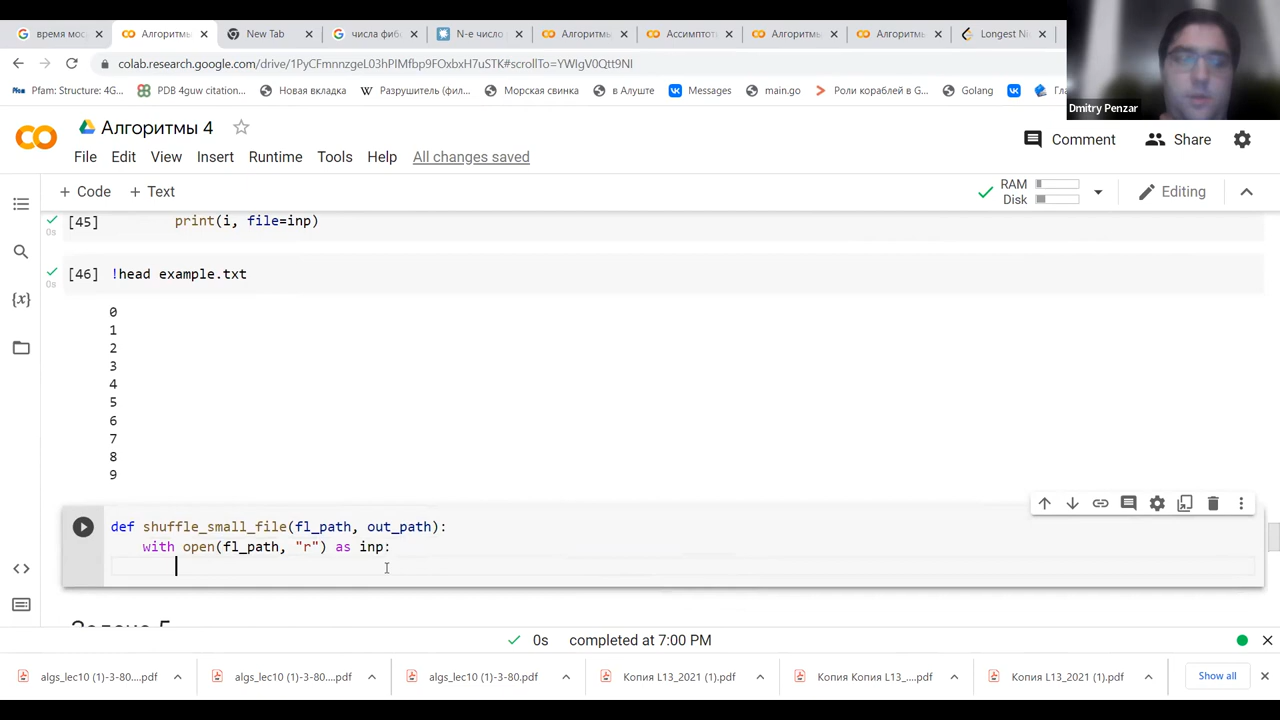 время мос
Алгоритмы
New Tab
числа фибо
N-е число р
Алгоритмы
Ассимптот
Алгоритмы
Алгоритмы
Longest Ni
colab.research.google.com/drive/1PyCFmnnzgeL03hPIMfbp9FOxbxH7uSTK#scrollTo=YWIgV0Qtt9Nl
Pfam: Structure: 4G...
PDB 4guw citation...
Новая вкладка
Разрушитель (фил...
Морская свинка
в Алуште
Messages
main.go
Роли кораблей в G...
Golang
Dmitry Penzar
Алгоритмы 4
Comment
Share
File Edit View Insert Runtime Tools Help All changes saved
+ Code + Text
RAM
Disk
Editing
[45] print(i, file=inp)
0s
[46] !head example.txt
0s
0
1
2
3
4
5
6
7
8
9
def shuffle_small_file(fl_path, out_path):
with open(fl_path, "r") as inp:
0s completed at 7:00 PM
algs_lec10 (1)-3-80....pdf
algs_lec10 (1)-3-80....pdf
algs_lec10 (1)-3-80.pdf
Копия L13_2021 (1).pdf
Копия Копия L13_....pdf
Копия L13_2021 (1).pdf
Show all